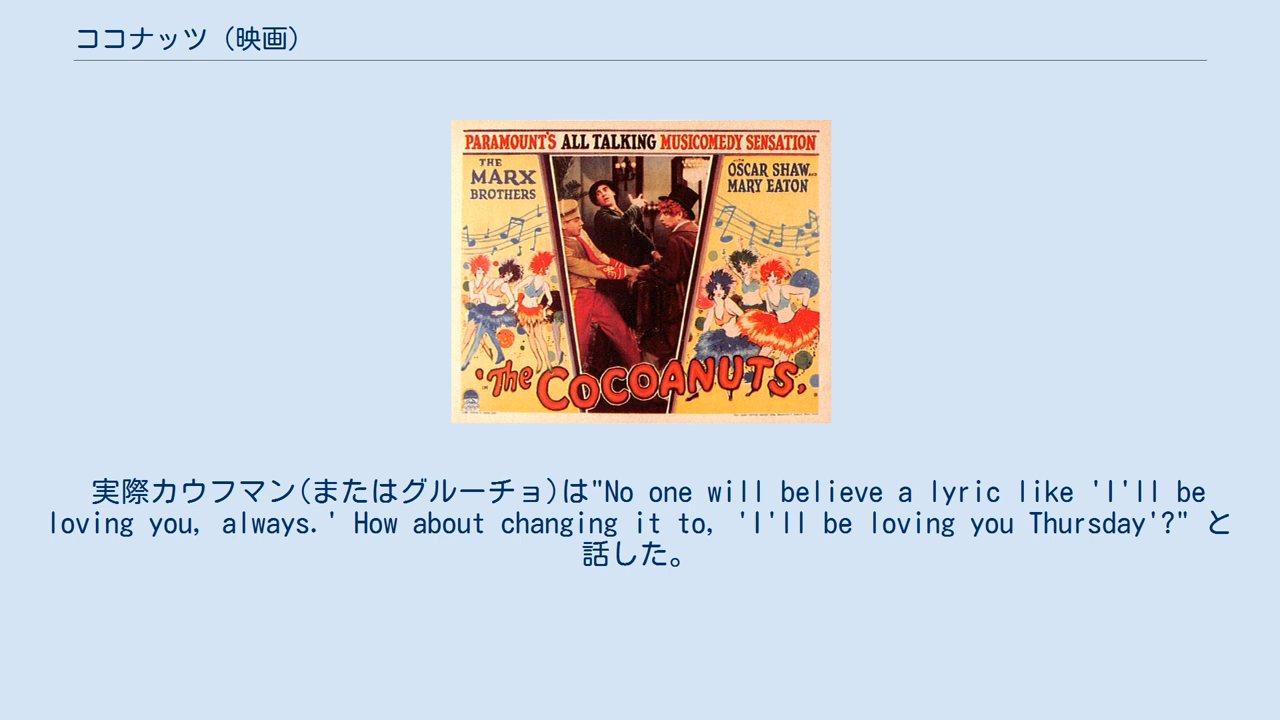 ココナッツ (映画)
PARAMOUNT'S ALL TALKING MUSICOMEDY SENSATION
THE
MARX
BROTHERS
WITH
OSCAR SHAW AND
MARY EATON
'The COCOANUTS,
実際カウフマン(またはグルーチョ)は"No one will believe a lyric like 'I'll be
loving you, always.' How about changing it to, 'I'll be loving you Thursday'?" と
話した。